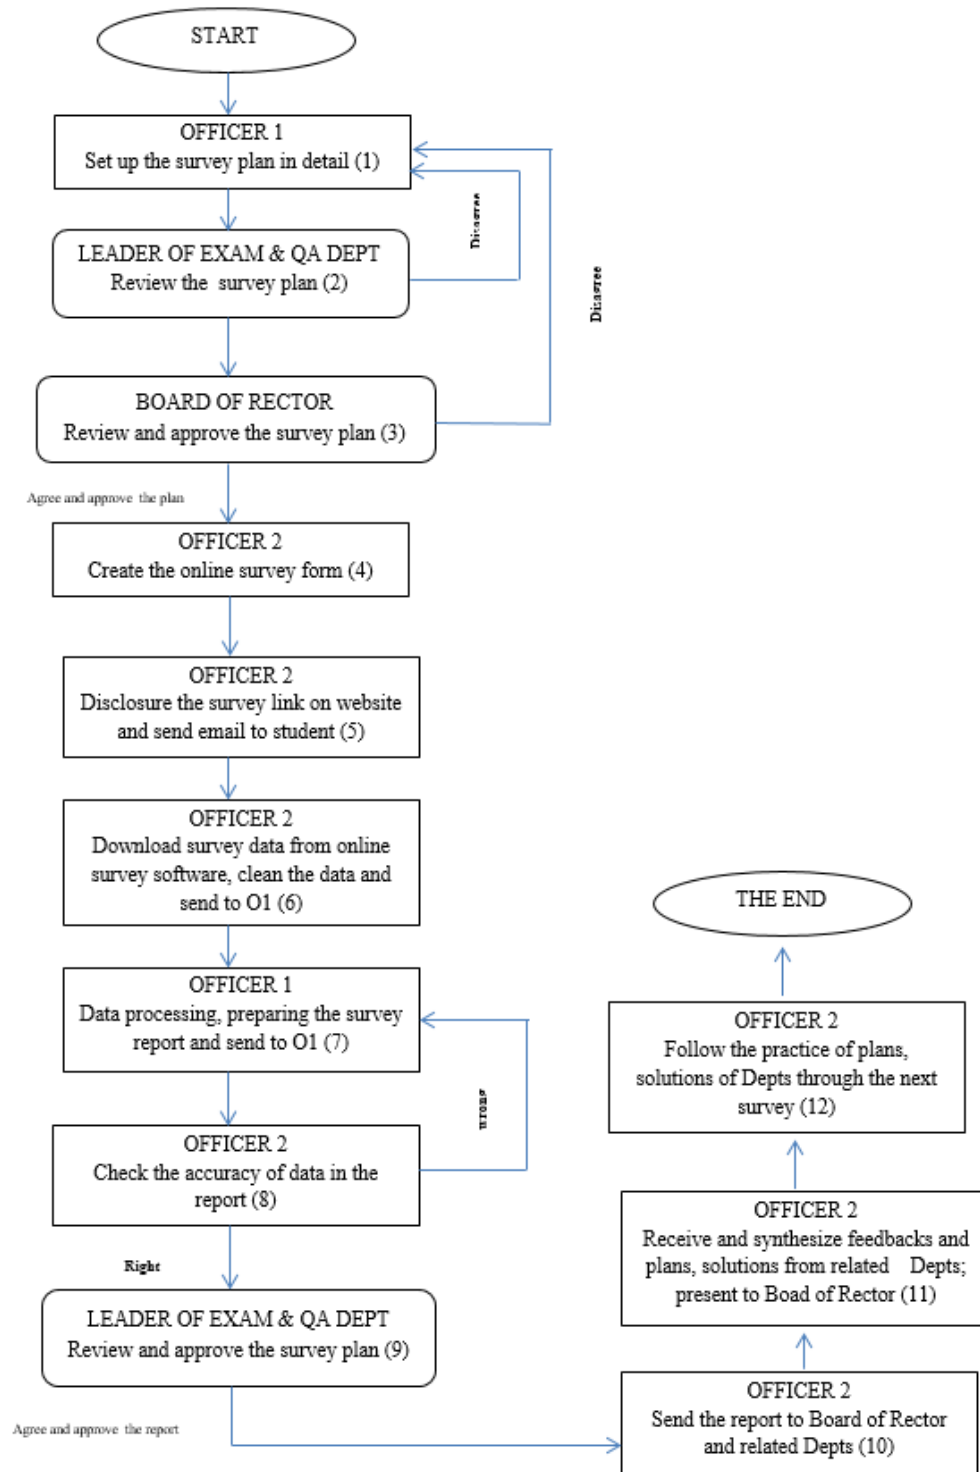 START
OFFICER 1
Set up the survey plan in detail (1)
Disagree
LEADER OF EXAM & QA DEPT
Review the survey plan (2)
Disagree
BOARD OF RECTOR
Review and approve the survey plan (3)
Agree and approve the plan
OFFICER 2
Create the online survey form (4)
OFFICER 2
Disclosure the survey link on website
and send email to student (5)
OFFICER 2
Download survey data from online
survey software, clean the data and
send to O1 (6)
OFFICER 1
Data processing, preparing the survey
report and send to O1 (7)
wrong
OFFICER 2
Check the accuracy of data in the
report (8)
Right
LEADER OF EXAM & QA DEPT
Review and approve the survey plan (9)
Agree and approve the report
THE END
OFFICER 2
Follow the practice of plans,
solutions of Depts through the next
survey (12)
OFFICER 2
Receive and synthesize feedbacks and
plans, solutions from related Depts;
present to Boad of Rector (11)
OFFICER 2
Send the report to Board of Rector
and related Depts (10)